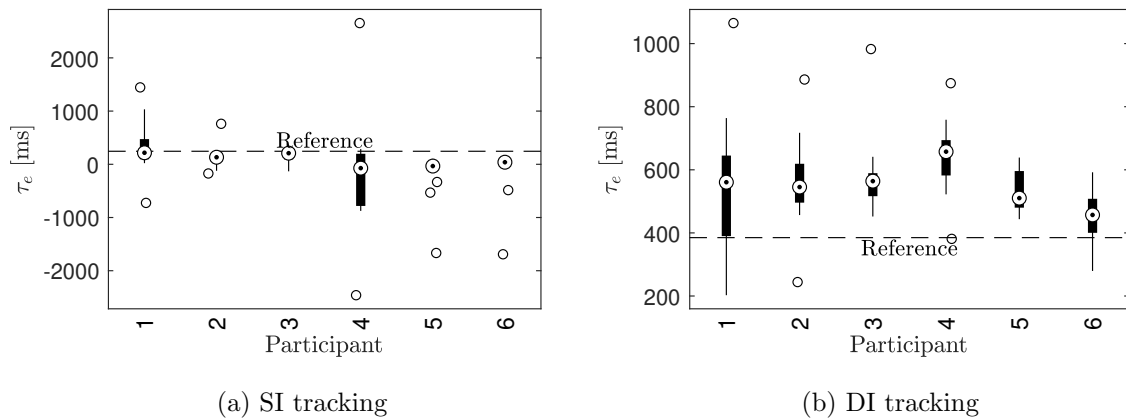 2000
1000
0
-1000
-2000
τe [ms]
Reference
1 2 3 4 5 6
Participant
(a) SI tracking
1000
800
600
400
200
τe [ms]
Reference
1 2 3 4 5 6
Participant
(b) DI tracking